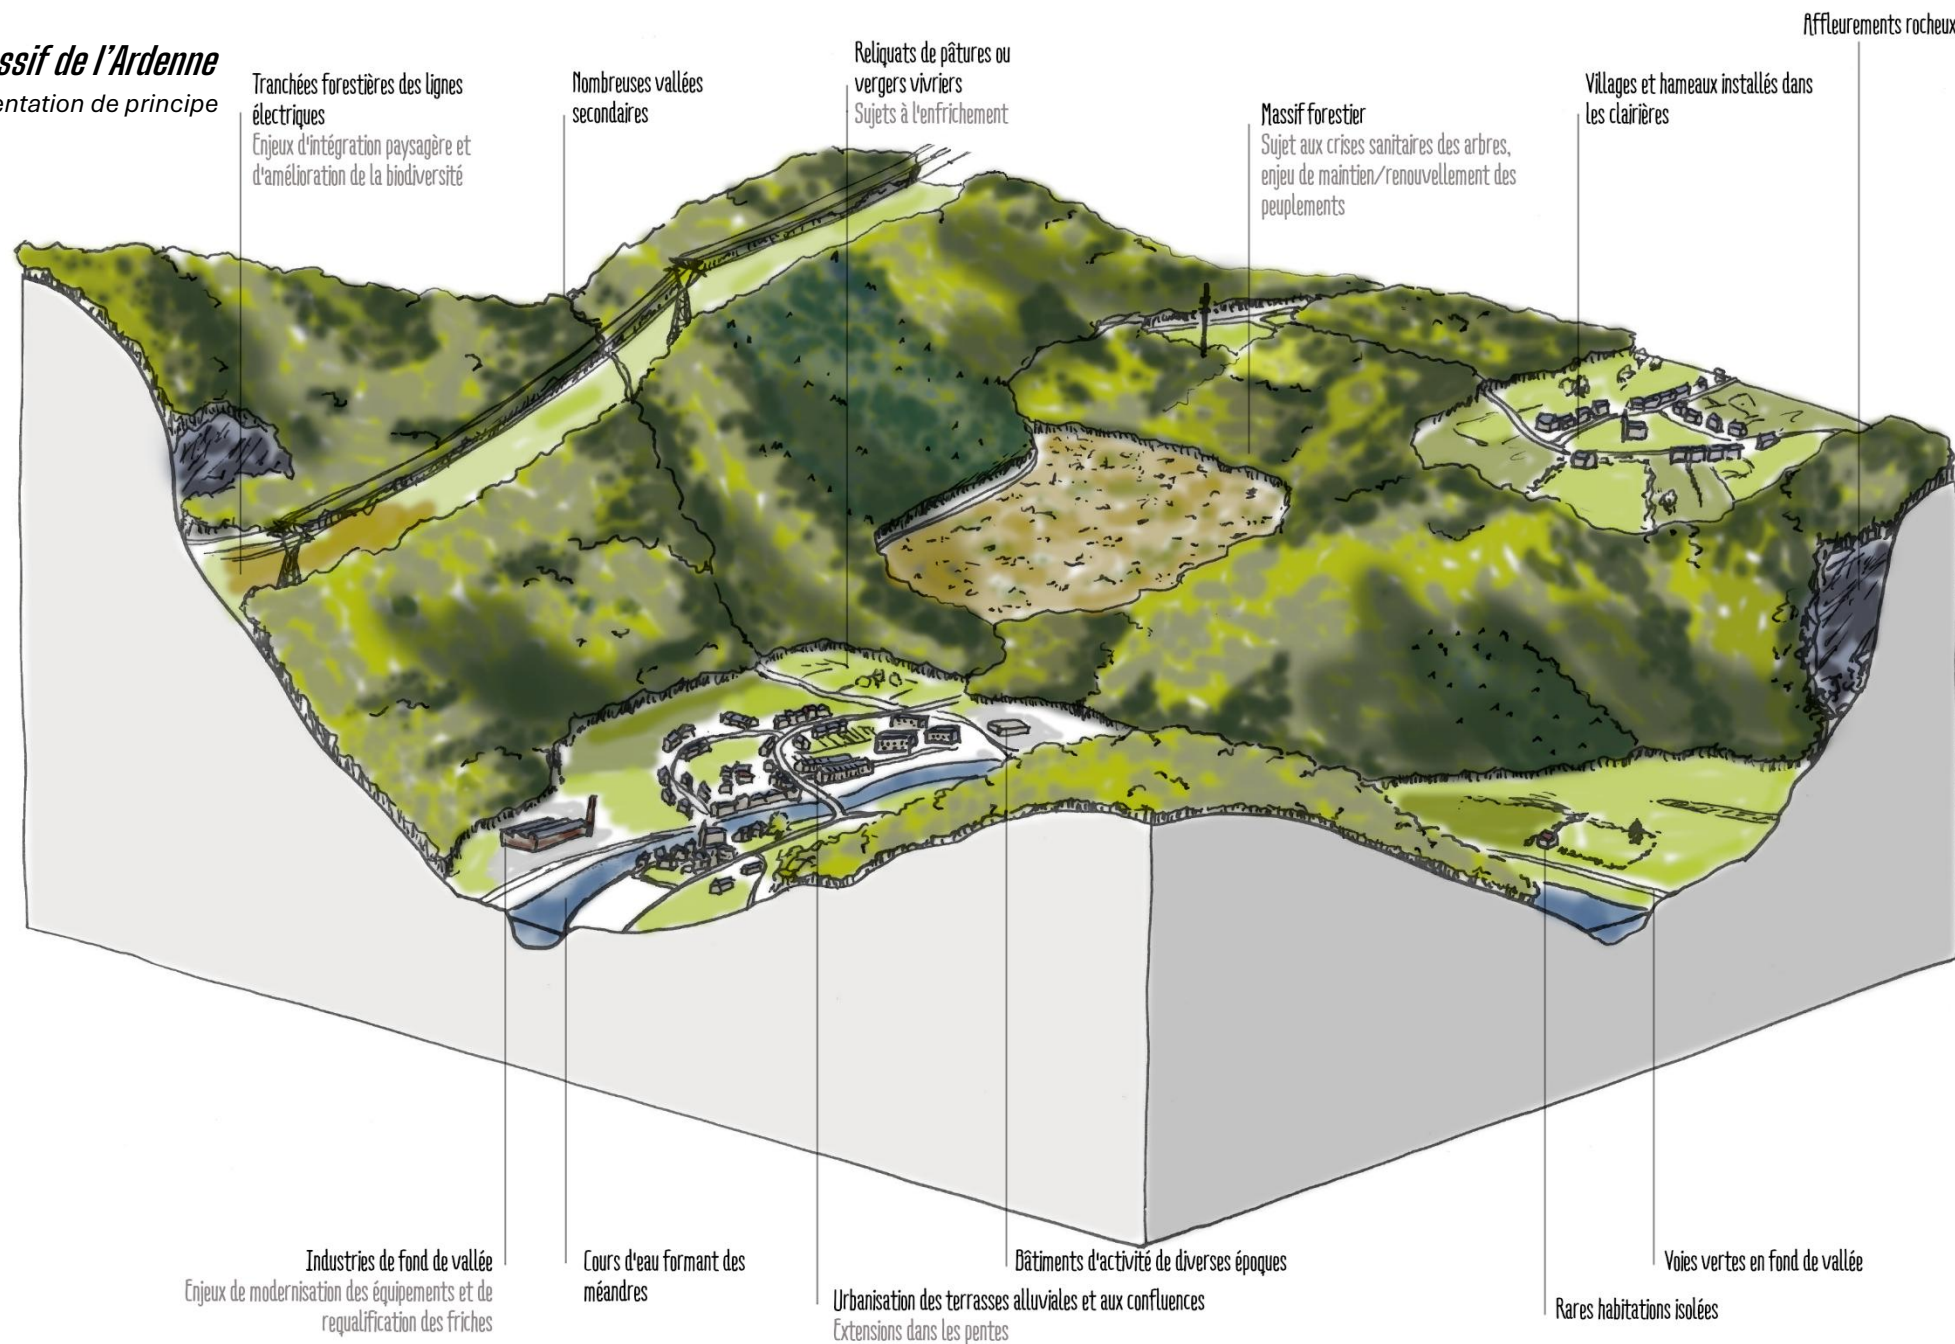 ssif de l'Ardenne
entation de principe
Tranchées forestières des lignes
électriques
Enjeux d'intégration paysagère et
d'amélioration de la biodiversité
Nombreuses vallées
secondaires
Reliquats de pâtures ou
vergers vivriers
Sujets à l'enfrichement
Massif forestier
Sujet aux crises sanitaires des arbres,
enjeu de maintien/renouvellement des
peuplements
Villages et hameaux installés dans
les clairières
Affleurements rocheux
Industries de fond de vallée
Enjeux de modernisation des équipements et de
requalification des friches
Cours d'eau formant des
méandres
Urbanisation des terrasses alluviales et aux confluences
Extensions dans les pentes
Bâtiments d'activité de diverses époques
Rares habitations isolées
Voies vertes en fond de vallée